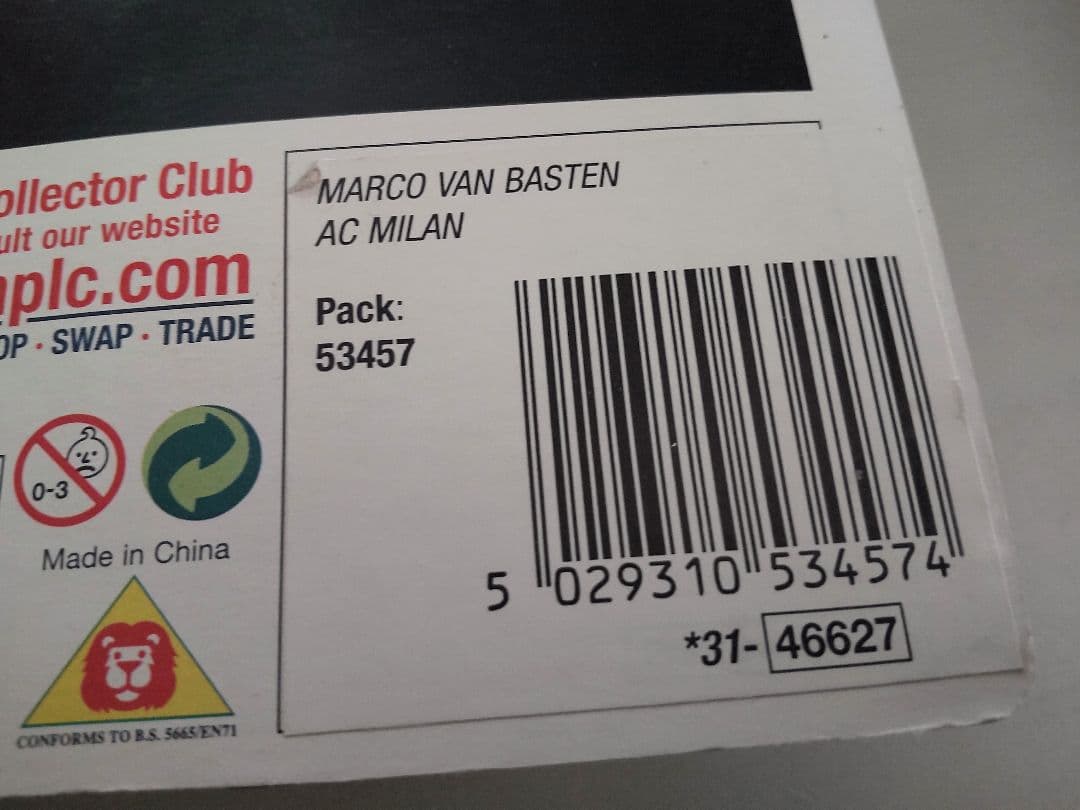 ollector Club
ult our website
plc.com
OP · SWAP · TRADE
0-3
Made in China
CONFORMS TO B.S. 5665/EN71
MARCO VAN BASTEN
AC MILAN
Pack:
53457
5 029310 534574
*31-46627